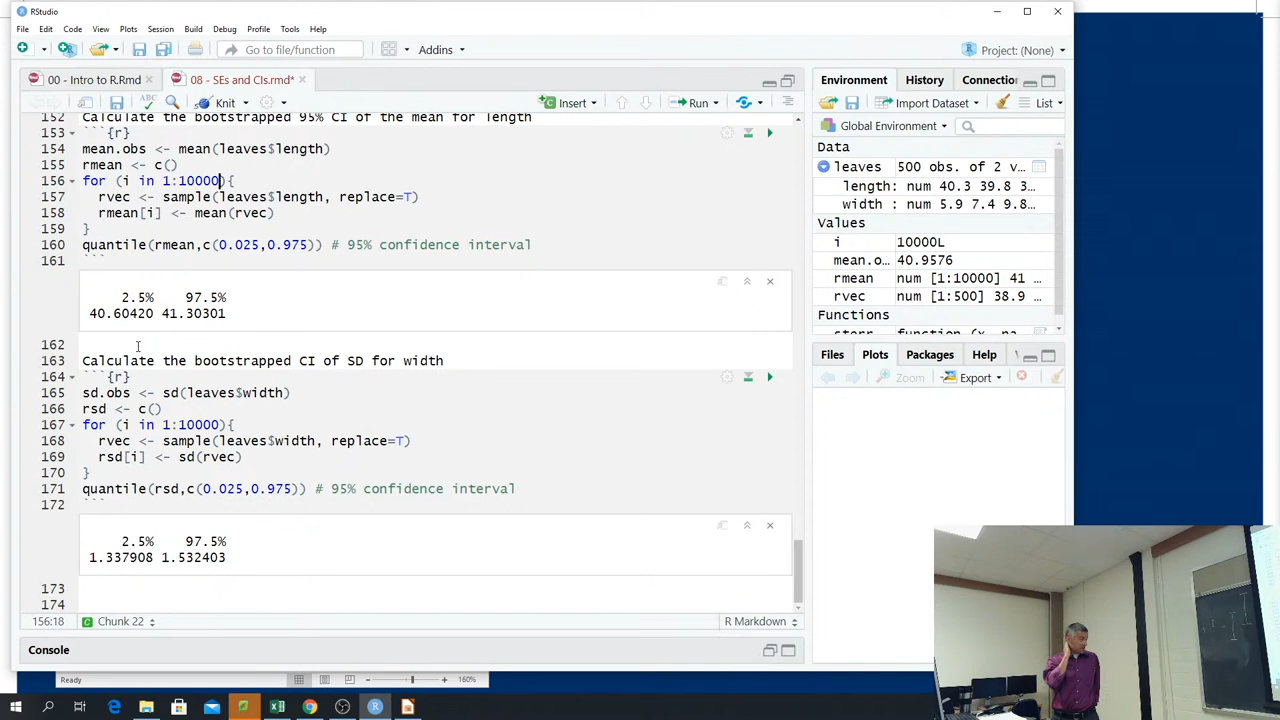 RStudio
File Edit Code View Plots Session Build Debug Profile Tools Help
Go to file/function Addins Project: (None)
00 - Intro to R.Rmd 08 - SEs and CIs.rmd*
ABC Knit Insert Run
152 Calculate the bootstrapped 95% CI of the mean for length
153 ```{r}
154 mean.obs <- mean(leaves$length)
155 rmean <- c()
156 for (i in 1:10000){
157 rvec <- sample(leaves$length, replace=T)
158 rmean[i] <- mean(rvec)
159 }
160 quantile(rmean,c(0.025,0.975)) # 95% confidence interval
161 ```
2.5% 97.5%
40.60420 41.30301
162
163 Calculate the bootstrapped CI of SD for width
164 ```{r}
165 sd.obs <- sd(leaves$width)
166 rsd <- c()
167 for (i in 1:10000){
168 rvec <- sample(leaves$width, replace=T)
169 rsd[i] <- sd(rvec)
170 }
171 quantile(rsd,c(0.025,0.975)) # 95% confidence interval
172 ```
2.5% 97.5%
1.337908 1.532403
173
174
156:18 Chunk 22 R Markdown
Console
Environment History Connection
Import Dataset List
Global Environment
Data
leaves 500 obs. of 2 v…
length: num 40.3 39.8 3…
width : num 5.9 7.4 9.8…
Values
i 10000L
mean.o… 40.9576
rmean num [1:10000] 41 …
rvec num [1:500] 38.9 …
Functions
sterr function (x, na
Files Plots Packages Help
Zoom Export
Ready 160%